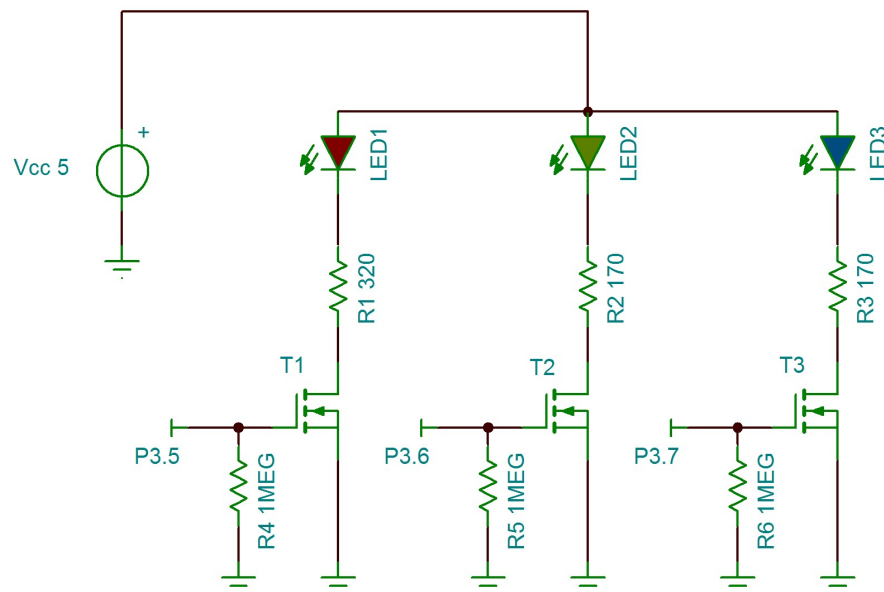 +
Vcc 5
LED1
LED2
LED3
R1 320
R2 170
R3 170
T1
T2
T3
P3.5
P3.6
P3.7
R4 1MEG
R5 1MEG
R6 1MEG